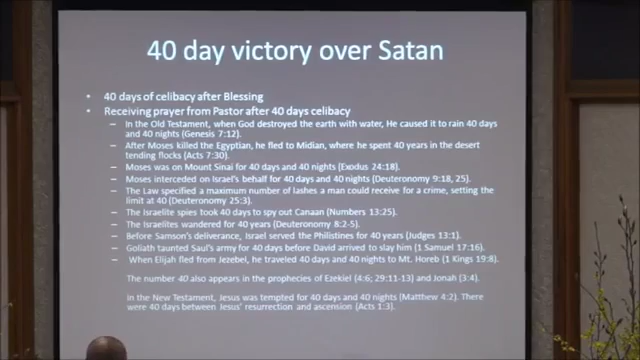 40 day victory over Satan
• 40 days of celibacy after Blessing
• Receiving prayer from Pastor after 40 days celibacy
– In the Old Testament, when God destroyed the earth with water, He caused it to rain 40 days
and 40 nights (Genesis 7:12).
– After Moses killed the Egyptian, he fled to Midian, where he spent 40 years in the desert
tending flocks (Acts 7:30).
– Moses was on Mount Sinai for 40 days and 40 nights (Exodus 24:18).
– Moses interceded on Israel's behalf for 40 days and 40 nights (Deuteronomy 9:18, 25).
– The Law specified a maximum number of lashes a man could receive for a crime, setting the
limit at 40 (Deuteronomy 25:3).
– The Israelite spies took 40 days to spy out Canaan (Numbers 13:25).
– The Israelites wandered for 40 years (Deuteronomy 8:2-5).
– Before Samson's deliverance, Israel served the Philistines for 40 years (Judges 13:1).
– Goliath taunted Saul's army for 40 days before David arrived to slay him (1 Samuel 17:16).
– When Elijah fled from Jezebel, he traveled 40 days and 40 nights to Mt. Horeb (1 Kings 19:8).
The number 40 also appears in the prophecies of Ezekiel (4:6; 29:11-13) and Jonah (3:4).
In the New Testament, Jesus was tempted for 40 days and 40 nights (Matthew 4:2). There
were 40 days between Jesus' resurrection and ascension (Acts 1:3).